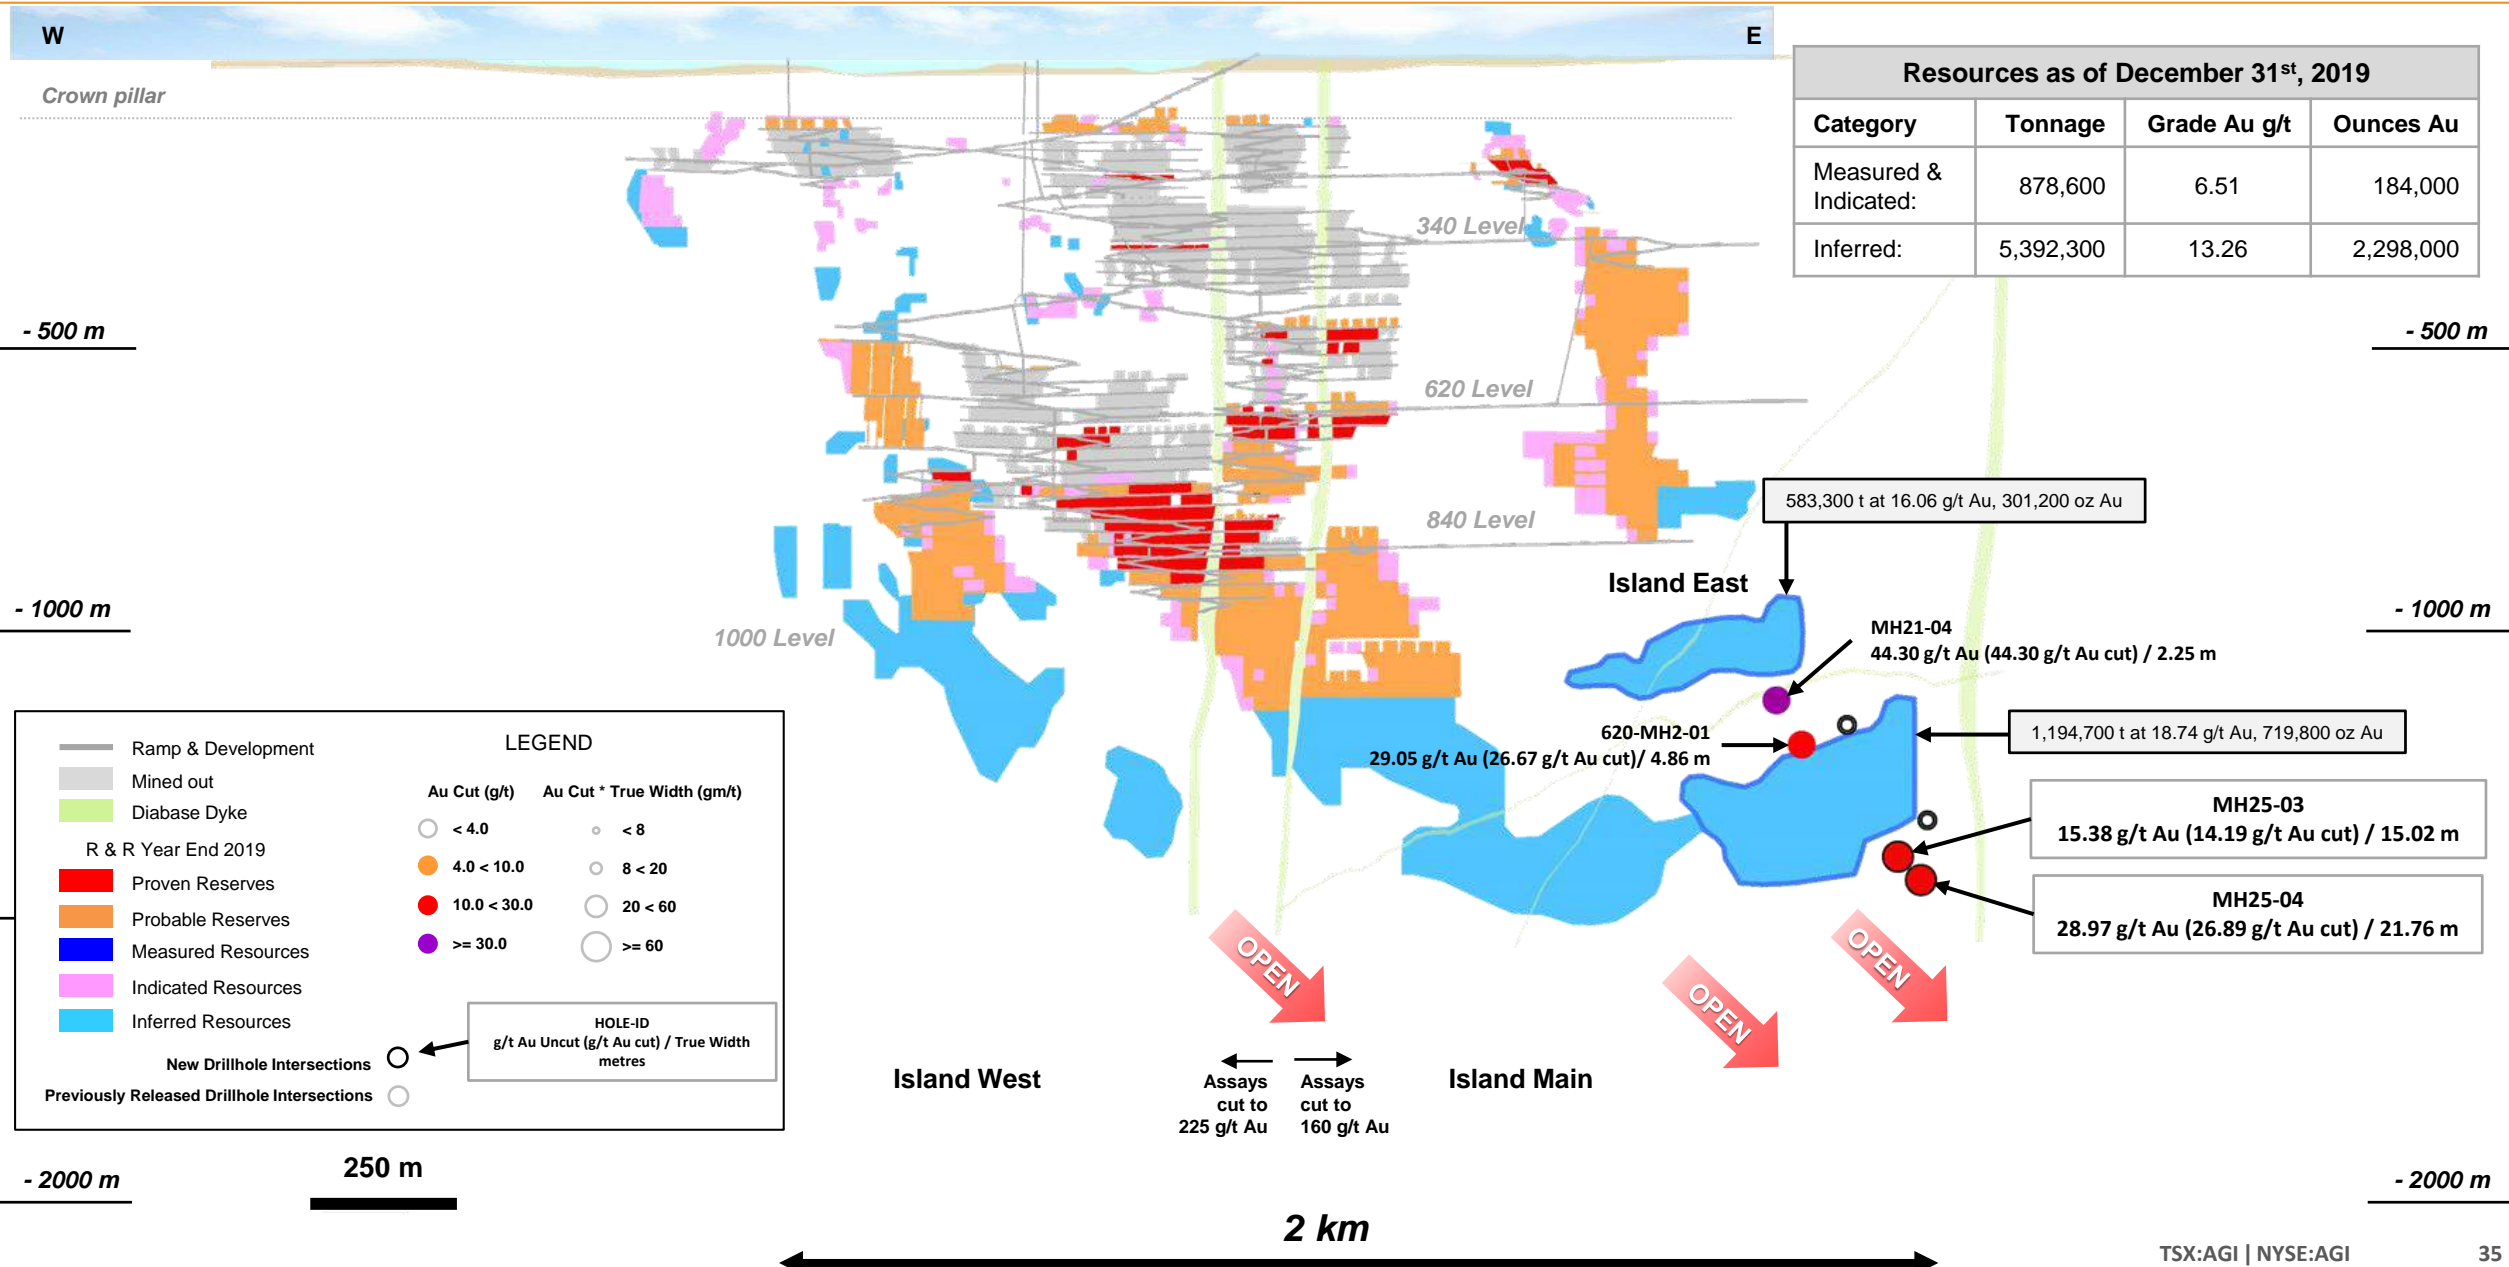 W
E
Crown pillar
Resources as of December 31st, 2019
Category Tonnage Grade Au g/t Ounces Au
Measured & Indicated: 878,600 6.51 184,000
Inferred: 5,392,300 13.26 2,298,000
340 Level
- 500 m
- 500 m
620 Level
583,300 t at 16.06 g/t Au, 301,200 oz Au
840 Level
Island East
- 1000 m
- 1000 m
1000 Level
MH21-04
44.30 g/t Au (44.30 g/t Au cut) / 2.25 m
620-MH2-01
29.05 g/t Au (26.67 g/t Au cut)/ 4.86 m
1,194,700 t at 18.74 g/t Au, 719,800 oz Au
MH25-03
15.38 g/t Au (14.19 g/t Au cut) / 15.02 m
MH25-04
28.97 g/t Au (26.89 g/t Au cut) / 21.76 m
LEGEND
Ramp & Development
Mined out
Diabase Dyke
R & R Year End 2019
Proven Reserves
Probable Reserves
Measured Resources
Indicated Resources
Inferred Resources
Au Cut (g/t)
< 4.0
4.0 < 10.0
10.0 < 30.0
>= 30.0
Au Cut * True Width (gm/t)
< 8
8 < 20
20 < 60
>= 60
HOLE-ID
g/t Au Uncut (g/t Au cut) / True Width
metres
New Drillhole Intersections
Previously Released Drillhole Intersections
OPEN
OPEN
OPEN
Island West
Assays
cut to
225 g/t Au
Assays
cut to
160 g/t Au
Island Main
- 2000 m
250 m
- 2000 m
2 km
TSX:AGI | NYSE:AGI
35